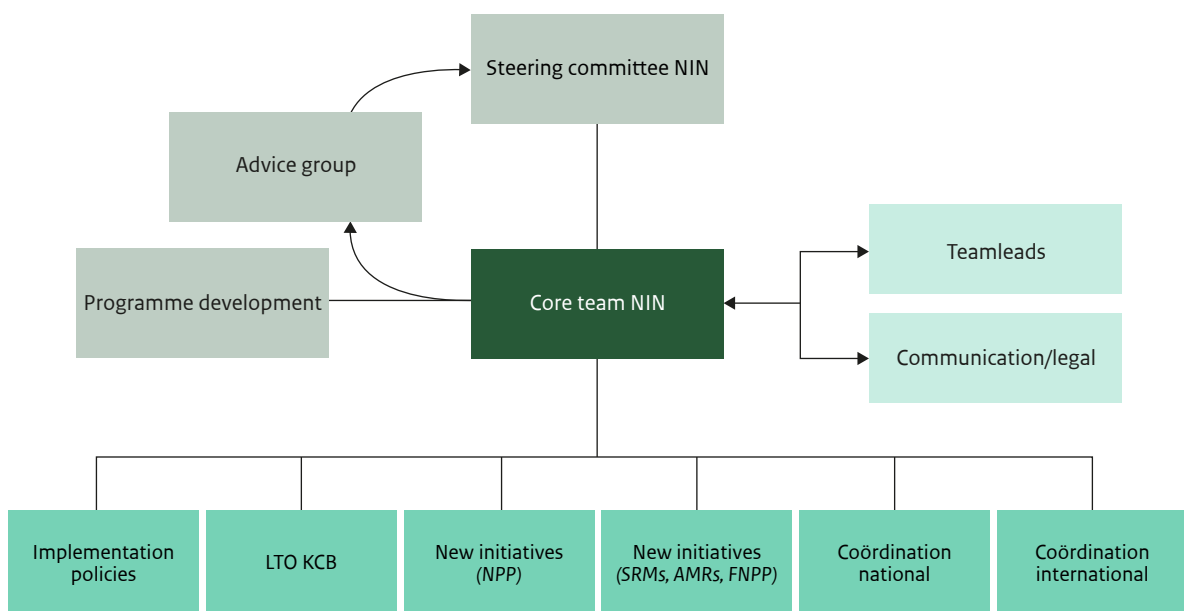 Steering committee NIN
Advice group
Teamleads
Programme development
Core team NIN
Communication/legal
Implementation
policies
LTO KCB
New initiatives
(NPP)
New initiatives
(SRMs, AMRs, FNPP)
Coördination
national
Coördination
international